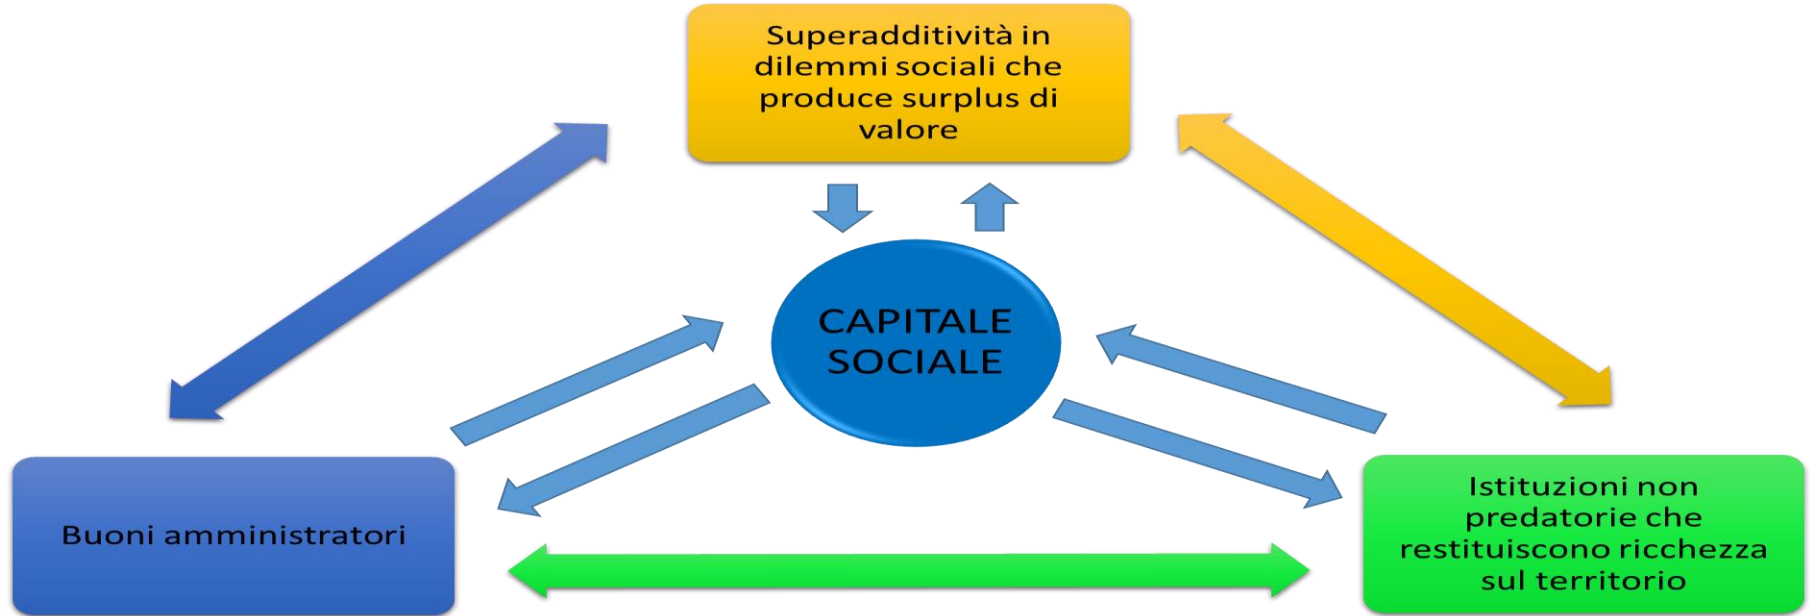 Superadditività in
dilemmi sociali che
produce surplus di
valore
CAPITALE
SOCIALE
Buoni amministratori
Istituzioni non
predatorie che
restituiscono ricchezza
sul territorio